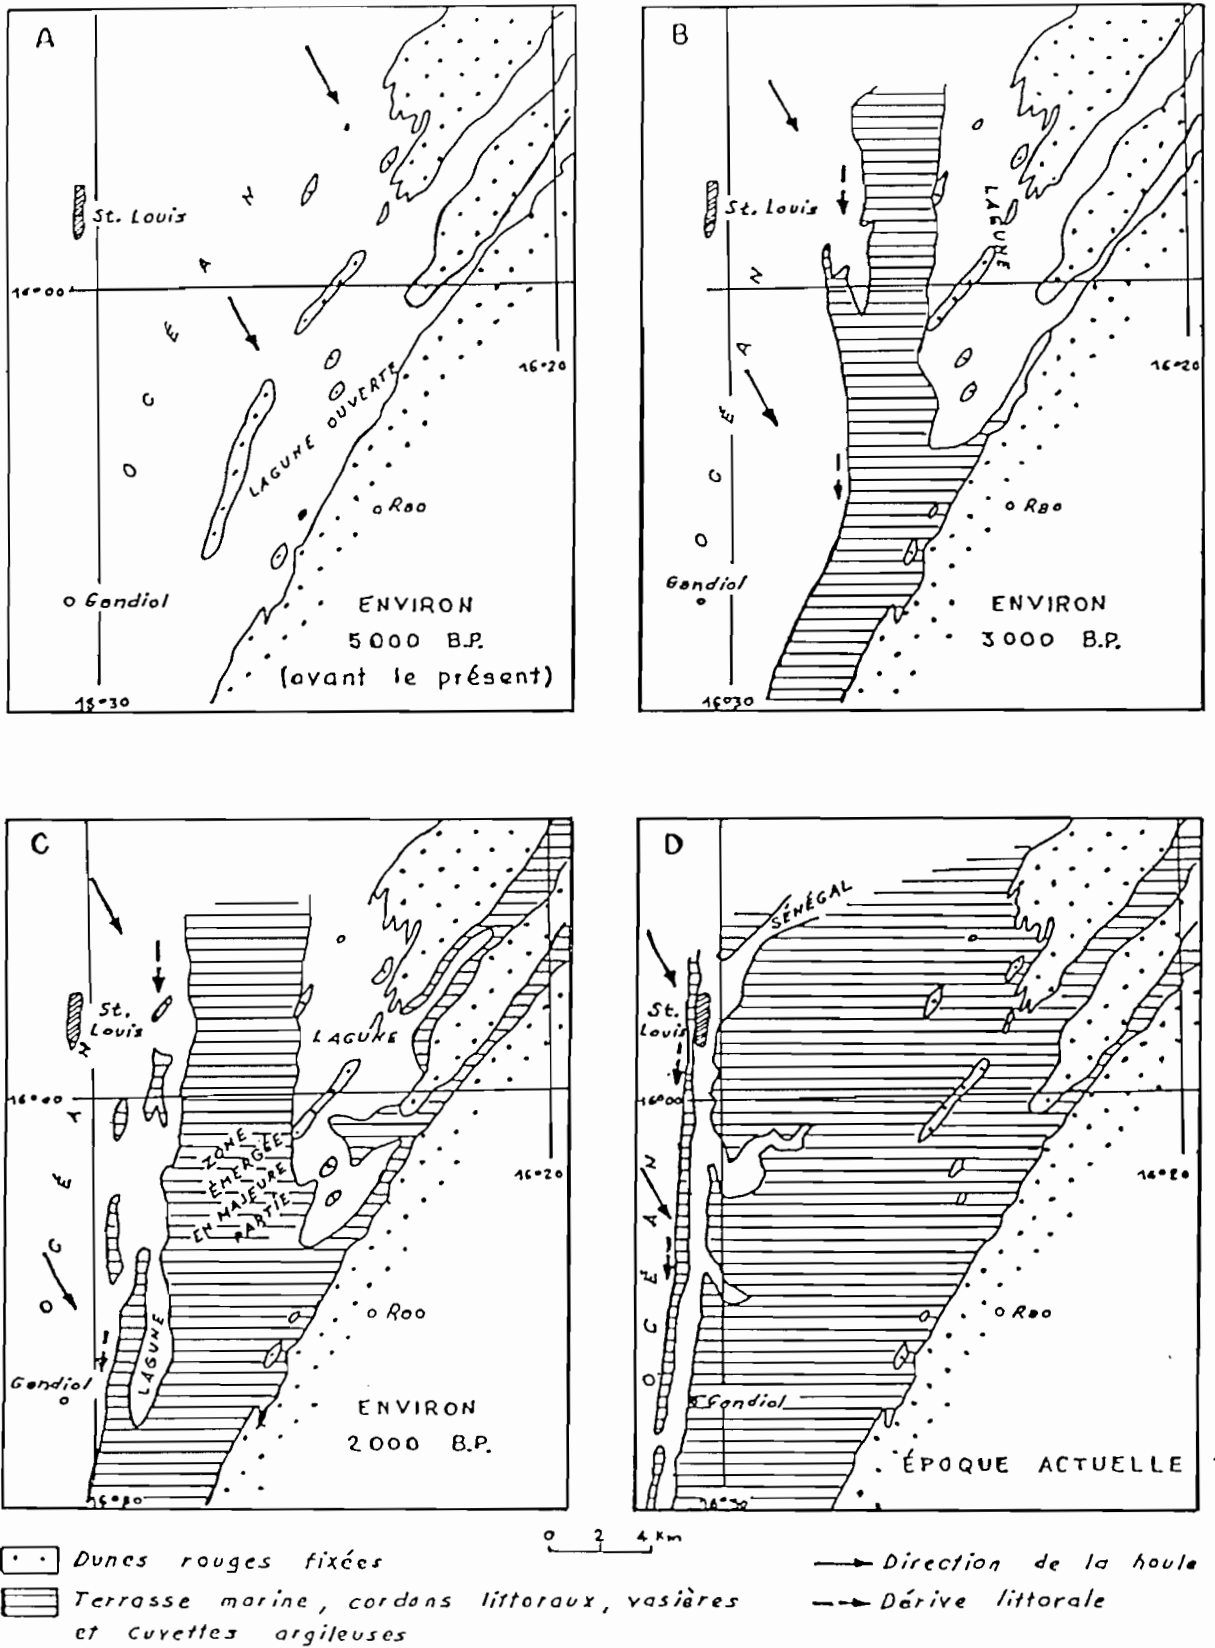 A
St. Louis
OCÉAN
16°00
16°20
LAGUNE OUVERTE
Rao
Gandiol
ENVIRON
5000 B.P.
(avant le présent)
16°30
B
St. Louis
LAGUNE
OCÉAN
16°20
Rao
Gandiol
ENVIRON
3000 B.P.
16°30
C
St.
Louis
LAGUNE
OCÉAN
16°00
ZONE
ÉMERGÉE
EN MAJEURE
PARTIE
16°20
LAGUNE
Rao
Gandiol
ENVIRON
2000 B.P.
16°30
D
SÉNÉGAL
St.
Louis
16°00
OCÉAN
16°20
Rao
Gandiol
ÉPOQUE ACTUELLE
16°30
0 2 4 Km
Dunes rouges fixées
Direction de la houle
Terrasse marine, cordons littoraux, vasières
et cuvettes argileuses
Dérive littorale